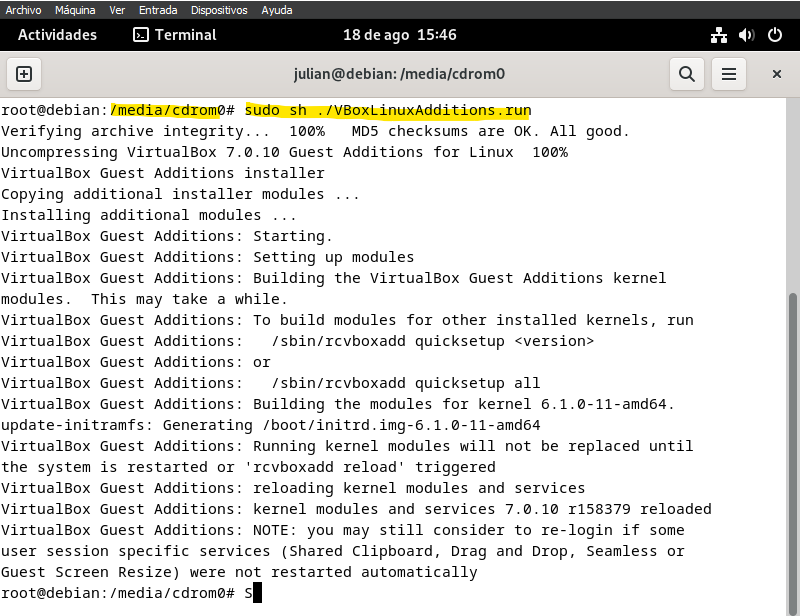 Archivo Máquina Ver Entrada Dispositivos Ayuda
Actividades Terminal 18 de ago 15:46
julian@debian: /media/cdrom0
root@debian:/media/cdrom0# sudo sh ./VBoxLinuxAdditions.run
Verifying archive integrity...  100%   MD5 checksums are OK. All good.
Uncompressing VirtualBox 7.0.10 Guest Additions for Linux  100%
VirtualBox Guest Additions installer
Copying additional installer modules ...
Installing additional modules ...
VirtualBox Guest Additions: Starting.
VirtualBox Guest Additions: Setting up modules
VirtualBox Guest Additions: Building the VirtualBox Guest Additions kernel
modules.  This may take a while.
VirtualBox Guest Additions: To build modules for other installed kernels, run
VirtualBox Guest Additions:   /sbin/rcvboxadd quicksetup <version>
VirtualBox Guest Additions: or
VirtualBox Guest Additions:   /sbin/rcvboxadd quicksetup all
VirtualBox Guest Additions: Building the modules for kernel 6.1.0-11-amd64.
update-initramfs: Generating /boot/initrd.img-6.1.0-11-amd64
VirtualBox Guest Additions: Running kernel modules will not be replaced until
the system is restarted or 'rcvboxadd reload' triggered
VirtualBox Guest Additions: reloading kernel modules and services
VirtualBox Guest Additions: kernel modules and services 7.0.10 r158379 reloaded
VirtualBox Guest Additions: NOTE: you may still consider to re-login if some
user session specific services (Shared Clipboard, Drag and Drop, Seamless or
Guest Screen Resize) were not restarted automatically
root@debian:/media/cdrom0# S